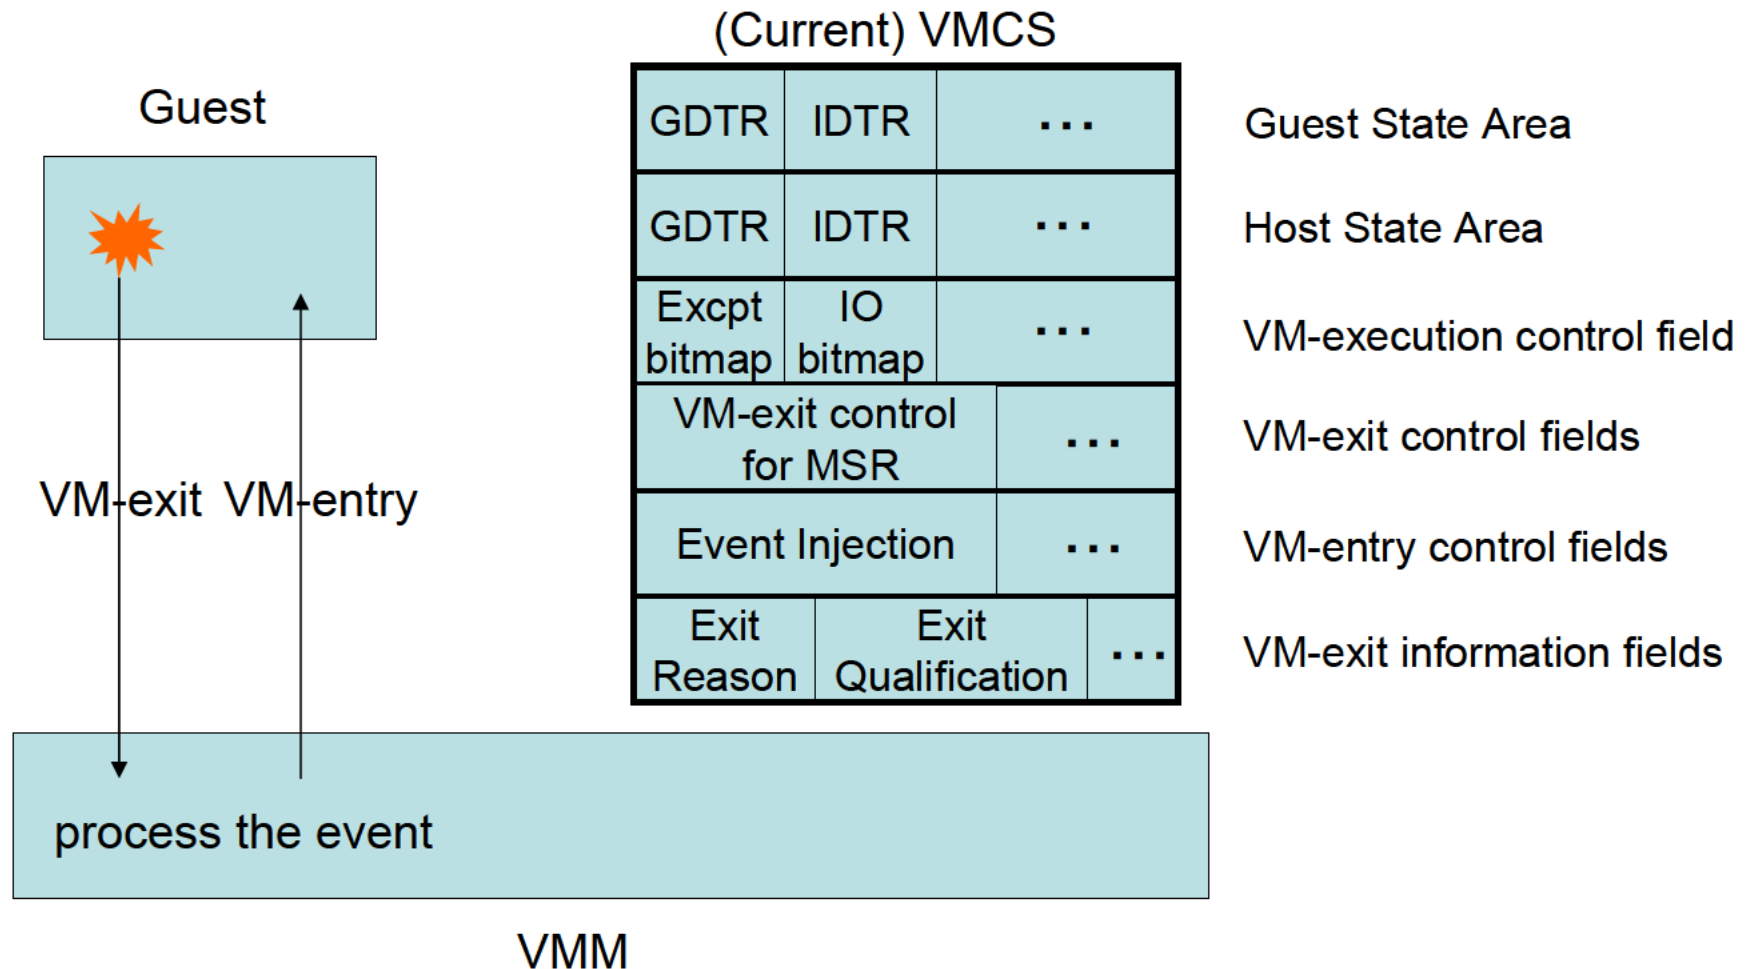 (Current) VMCS
Guest
GDTR IDTR ... Guest State Area
GDTR IDTR ... Host State Area
Excpt bitmap IO bitmap ... VM-execution control field
VM-exit control
for MSR ... VM-exit control fields
VM-exit VM-entry
Event Injection ... VM-entry control fields
Exit Reason Exit Qualification ... VM-exit information fields
process the event
VMM